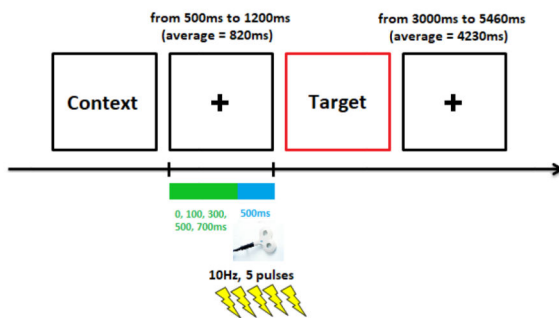 from 500ms to 1200ms
(average = 820ms)
from 3000ms to 5460ms
(average = 4230ms)
Context
+
Target
+
0, 100, 300,
500, 700ms
500ms
10Hz, 5 pulses